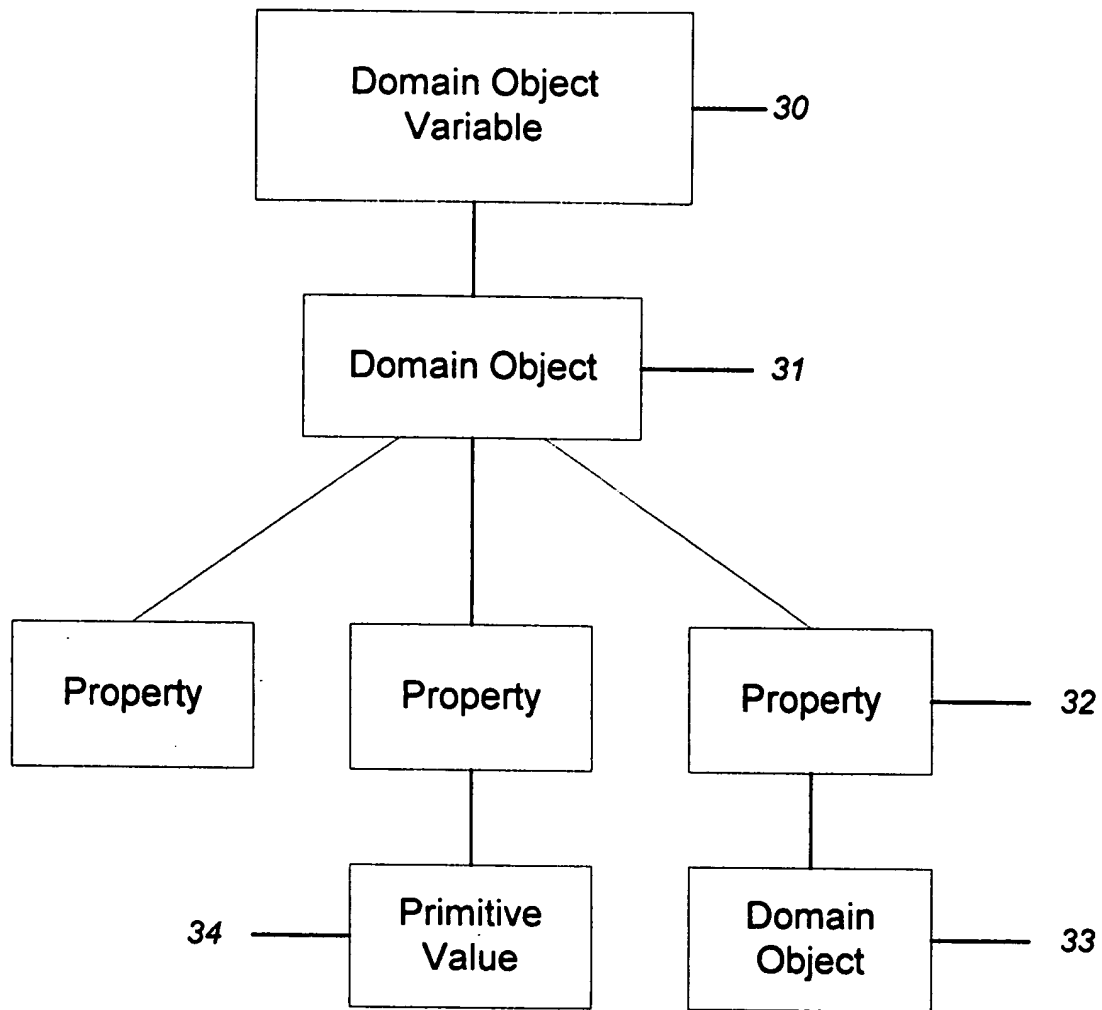 Domain Object
Variable
30
Domain Object
31
Property
Property
Property
32
34
Primitive
Value
Domain
Object
33